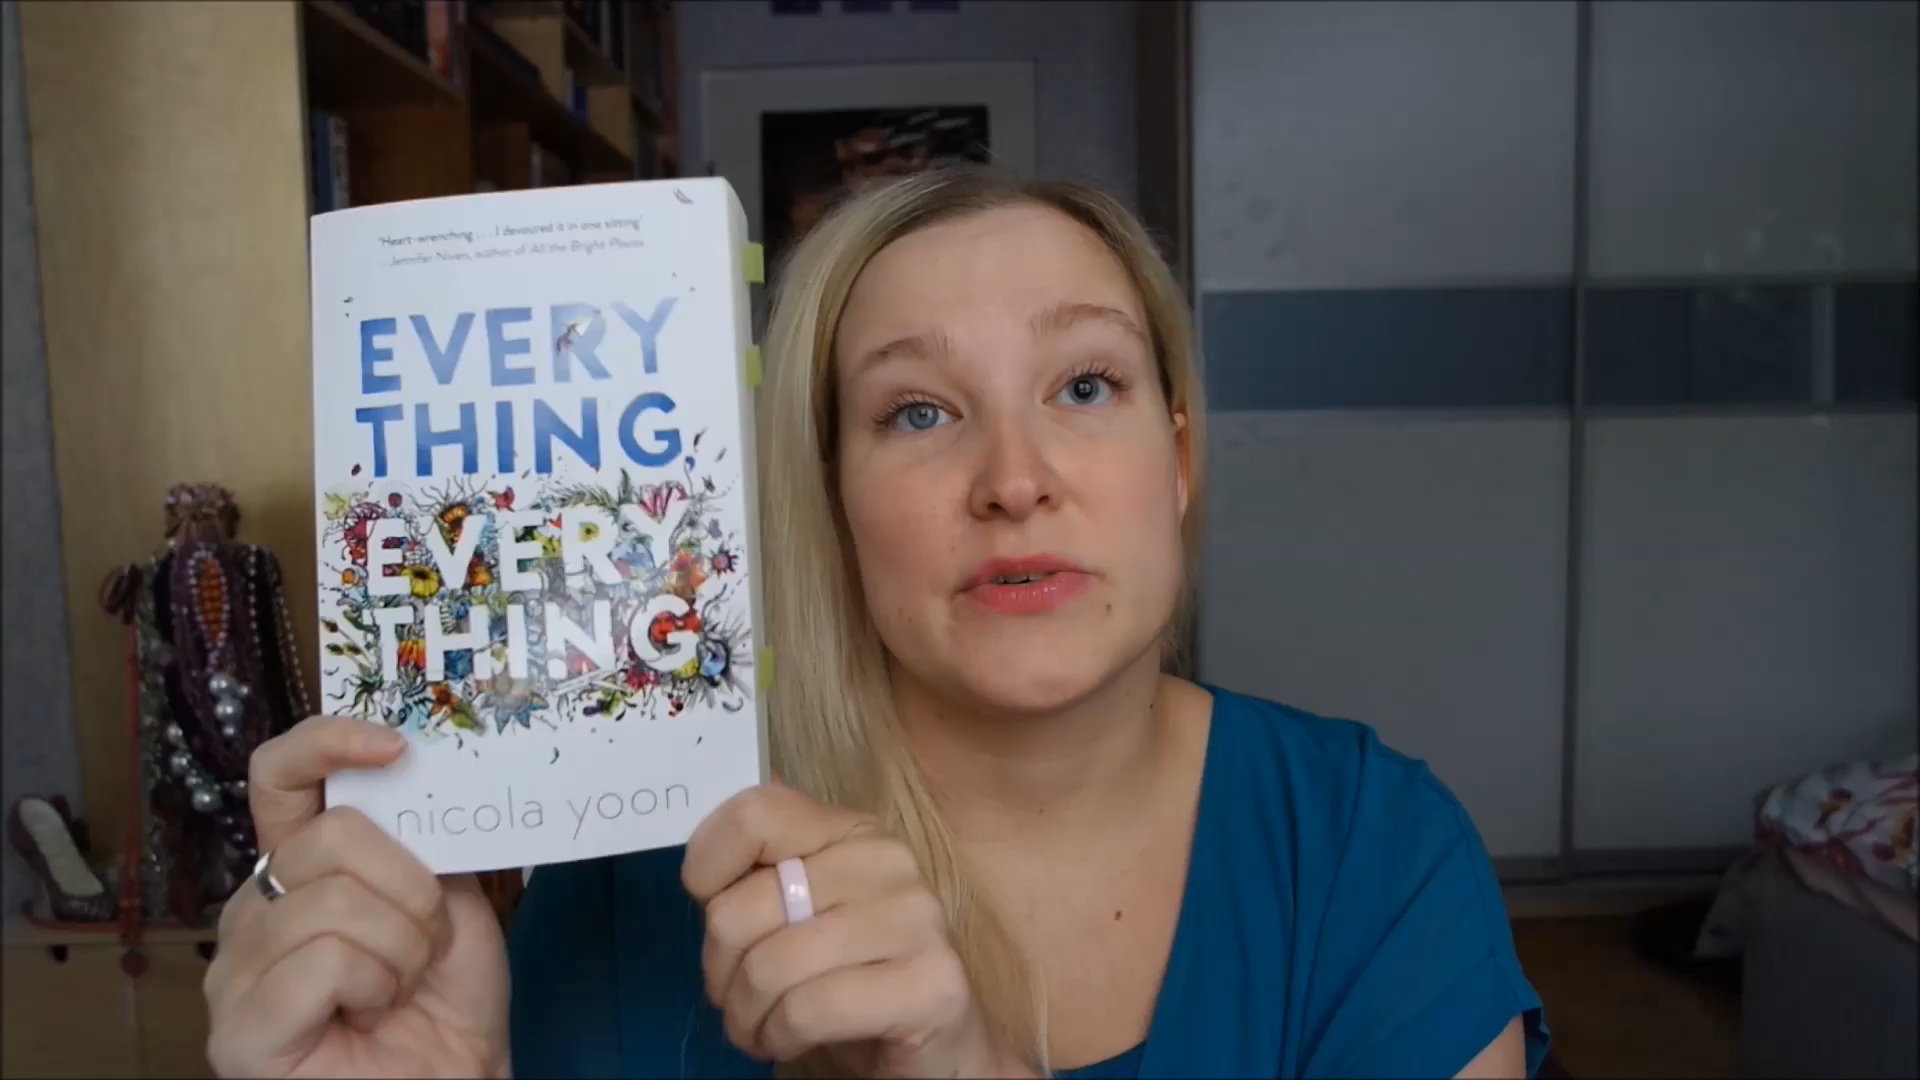 'Heart-wrenching . . . I devoured it in one sitting'
Jennifer Niven, author of All the Bright Places
EVERY
THING
EVERY
THING
nicola yoon